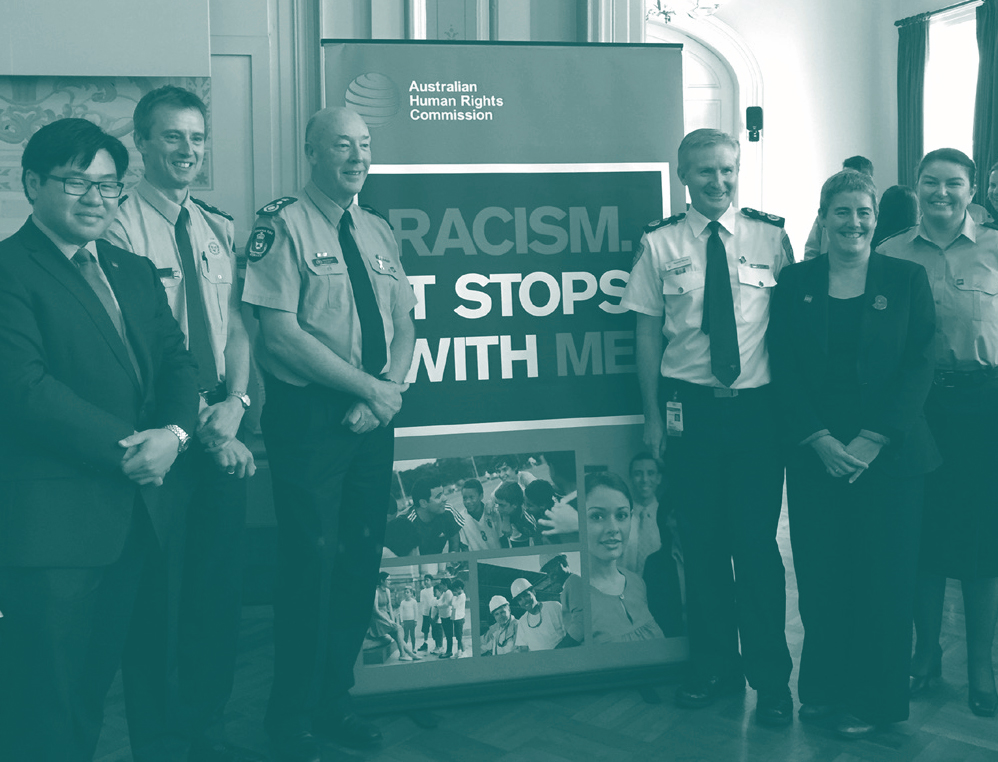 Australian
Human Rights
Commission
RACISM.
T STOPS
WITH ME